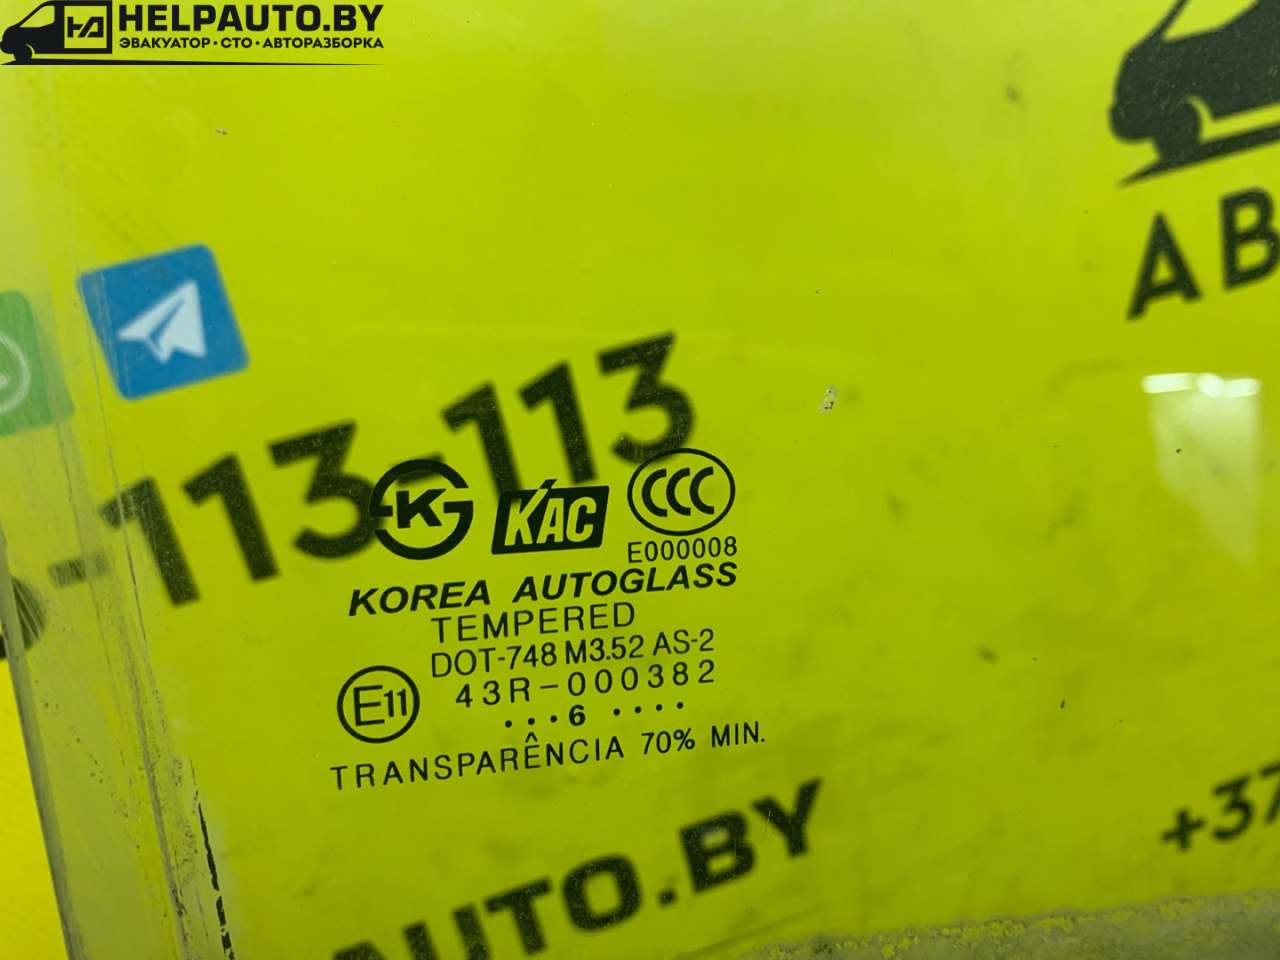 HELPAUTO.BY
ЭВАКУАТОР · СТО · АВТОРАЗБОРКА
АВ
-113-113
K
KAC
CCC
E000008
KOREA AUTOGLASS
TEMPERED
DOT-748 M3.52 AS-2
E11
43R-000382
...6 ....
TRANSPARÊNCIA 70% MIN.
AUTO.BY
+37